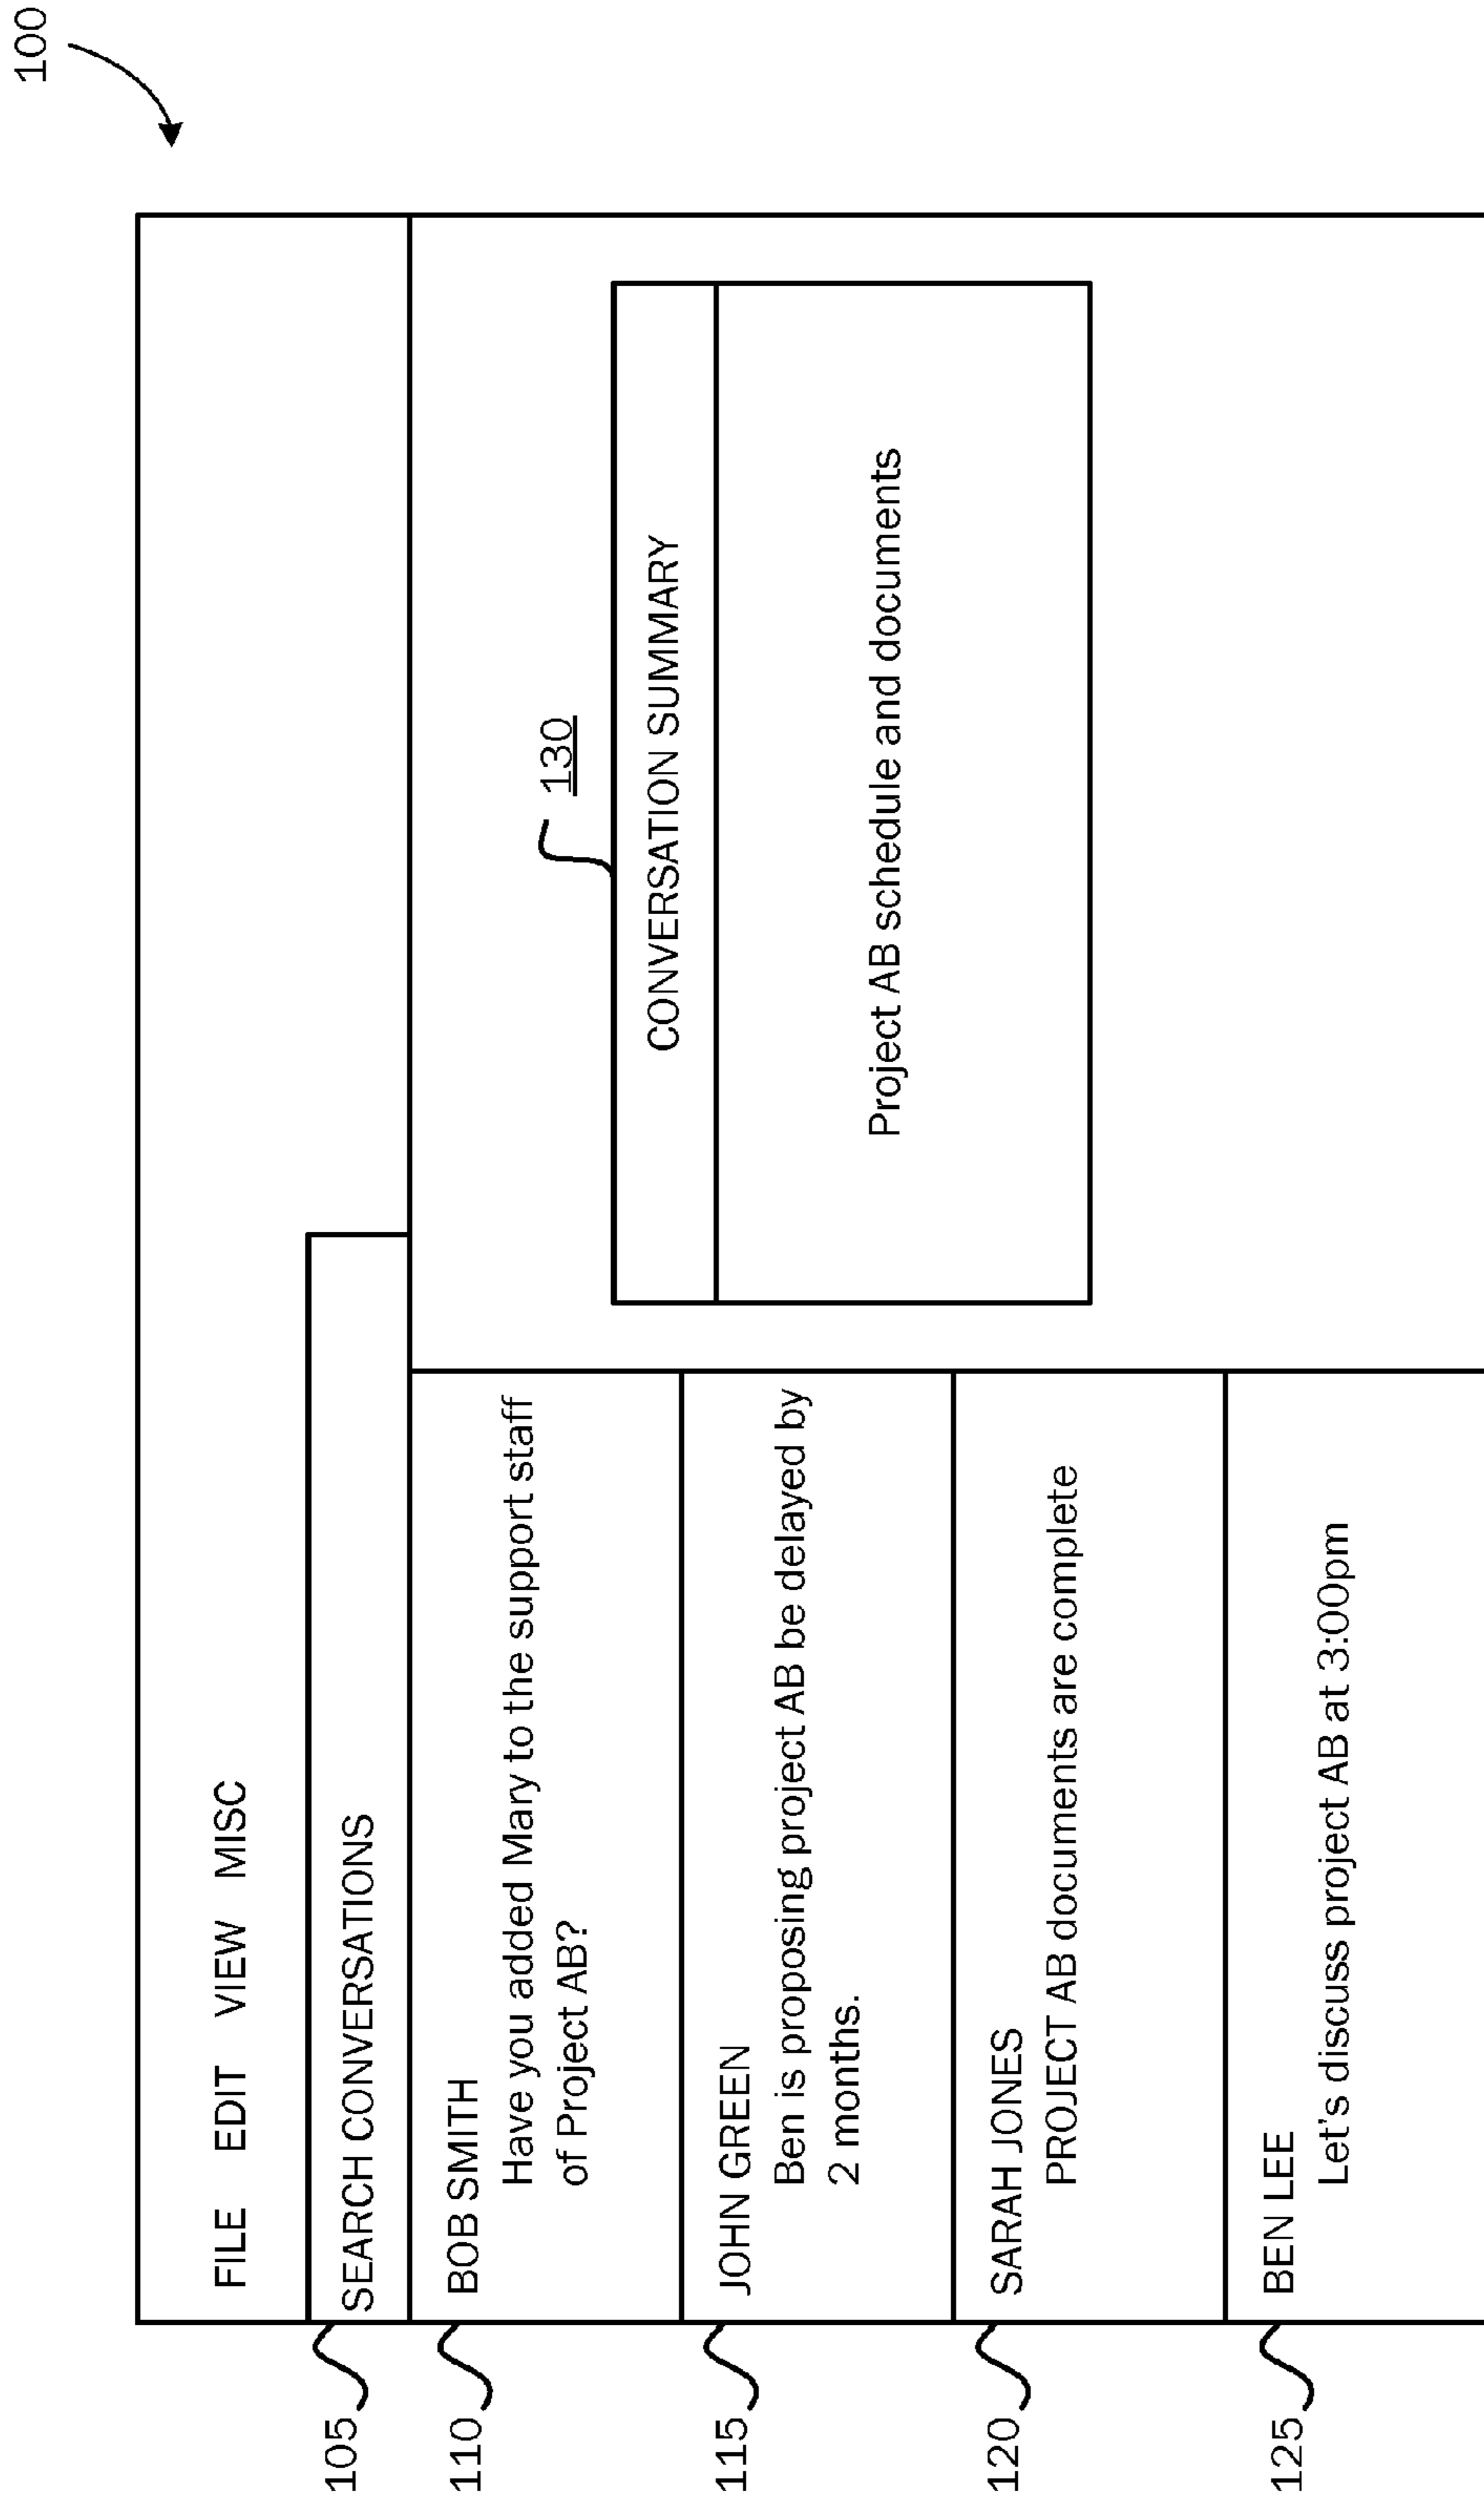 100
FILE EDIT VIEW MISC
105
SEARCH CONVERSATIONS
110
BOB SMITH
Have you added Mary to the support staff
of Project AB?
115
JOHN GREEN
Ben is proposing project AB be delayed by
2 months.
120
SARAH JONES
PROJECT AB documents are complete
125
BEN LEE
Let's discuss project AB at 3:00pm
130
CONVERSATION SUMMARY
Project AB schedule and documents